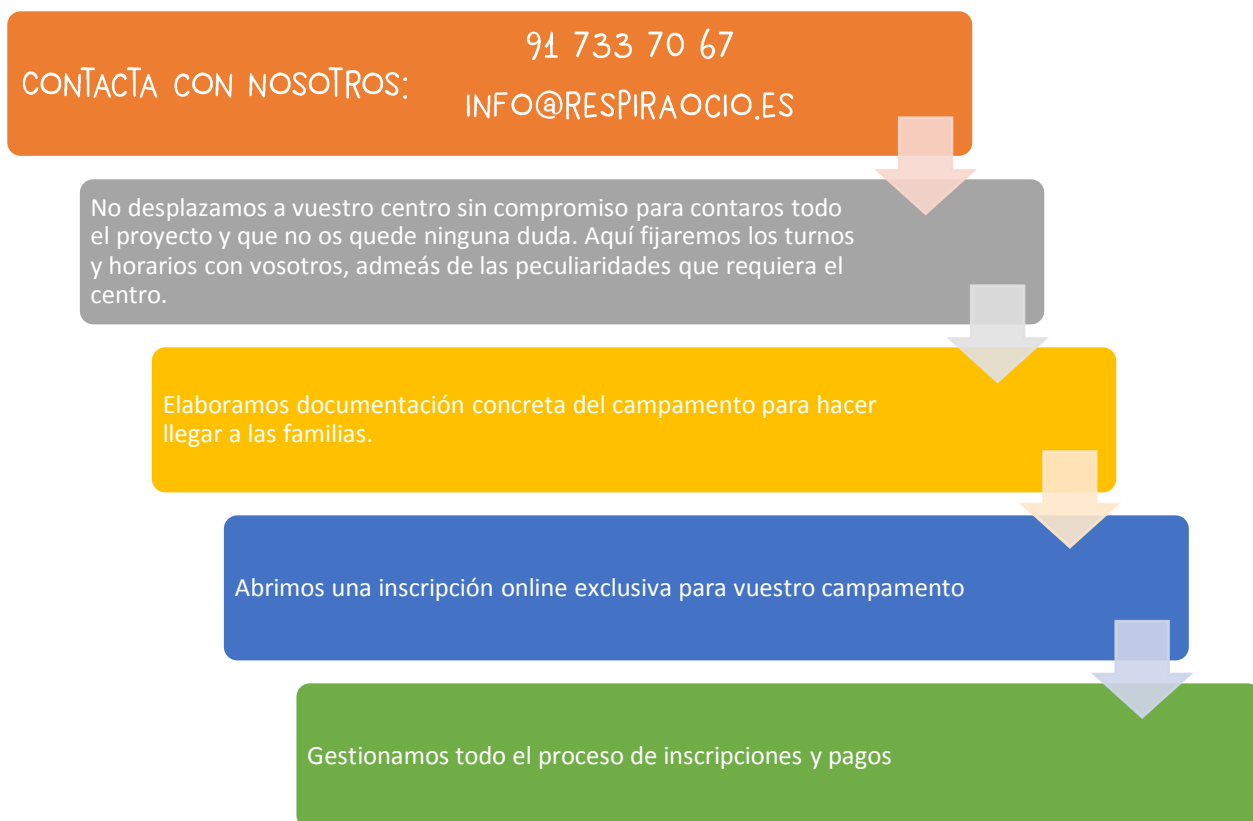 91 733 70 67
CONTACTA CON NOSOTROS:
INFO@RESPIRAOCIO.ES
No desplazamos a vuestro centro sin compromiso para contaros todo
el proyecto y que no os quede ninguna duda. Aquí fijaremos los turnos
y horarios con vosotros, admeás de las peculiaridades que requiera el
centro.
Elaboramos documentación concreta del campamento para hacer
llegar a las familias.
Abrimos una inscripción online exclusiva para vuestro campamento
Gestionamos todo el proceso de inscripciones y pagos